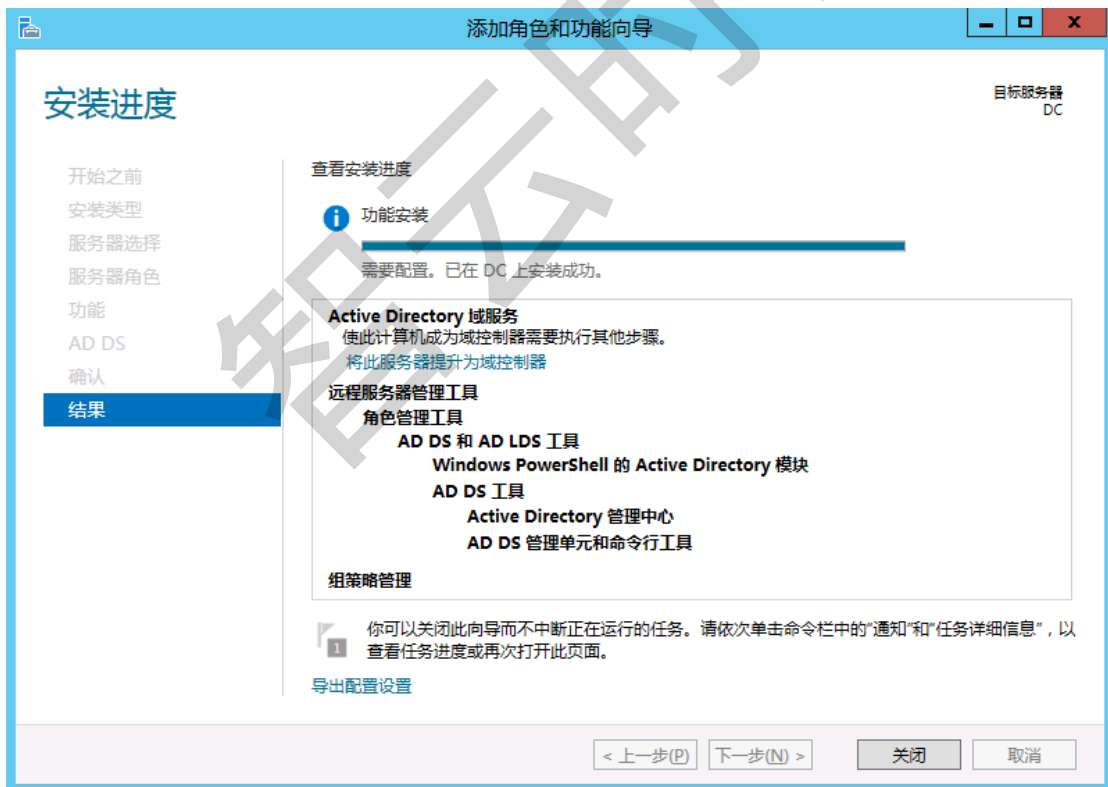 添加角色和功能向导
安装进度
目标服务器
DC
开始之前
安装类型
服务器选择
服务器角色
功能
AD DS
确认
结果
查看安装进度
功能安装
需要配置。已在 DC 上安装成功。
Active Directory 域服务
使此计算机成为域控制器需要执行其他步骤。
将此服务器提升为域控制器
远程服务器管理工具
角色管理工具
AD DS 和 AD LDS 工具
Windows PowerShell 的 Active Directory 模块
AD DS 工具
Active Directory 管理中心
AD DS 管理单元和命令行工具
组策略管理
1
你可以关闭此向导而不中断正在运行的任务。请依次单击命令栏中的"通知"和"任务详细信息"，以
查看任务进度或再次打开此页面。
导出配置设置
< 上一步(P)
下一步(N) >
关闭
取消
智云时